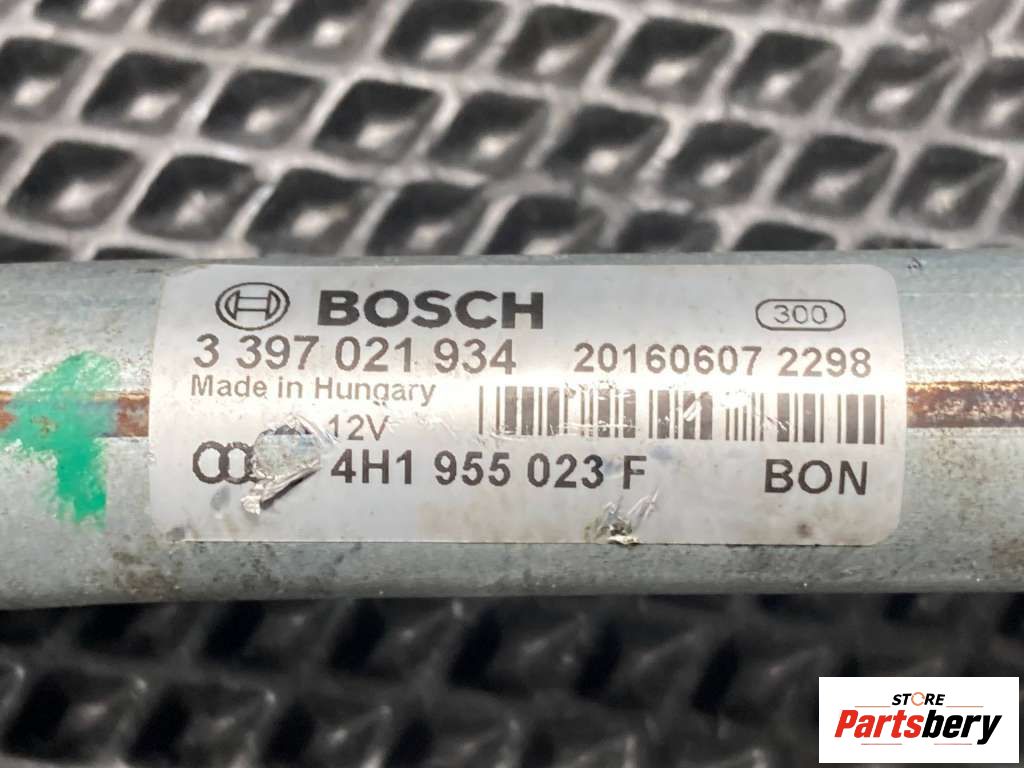 BOSCH 300
3 397 021 934 20160607 2298
Made in Hungary
12V
4H1 955 023 F BON
STORE
Partsbery